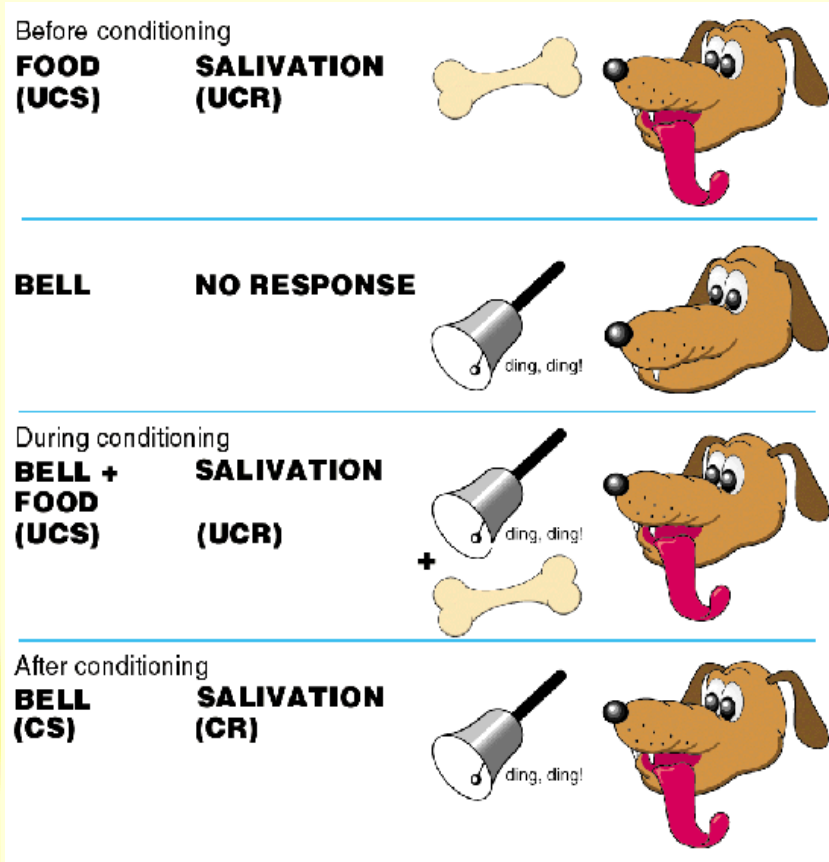 Before conditioning
FOOD SALIVATION
(UCS) (UCR)
BELL NO RESPONSE
ding, ding!
During conditioning
BELL + SALIVATION
FOOD
(UCS) (UCR)
ding, ding!
+
After conditioning
BELL SALIVATION
(CS) (CR)
ding, ding!